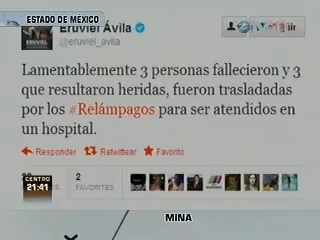 ESTADO DE MÉXICO
Eruviel Ávila
@eruviel_avila
Lamentablemente 3 personas fallecieron y 3
que resultaron heridas, fueron trasladadas
por los #Relámpagos para ser atendidos en
un hospital.
Responder Retwittear Favorito
2
FAVORITES
CENTRO
21:41
MINA